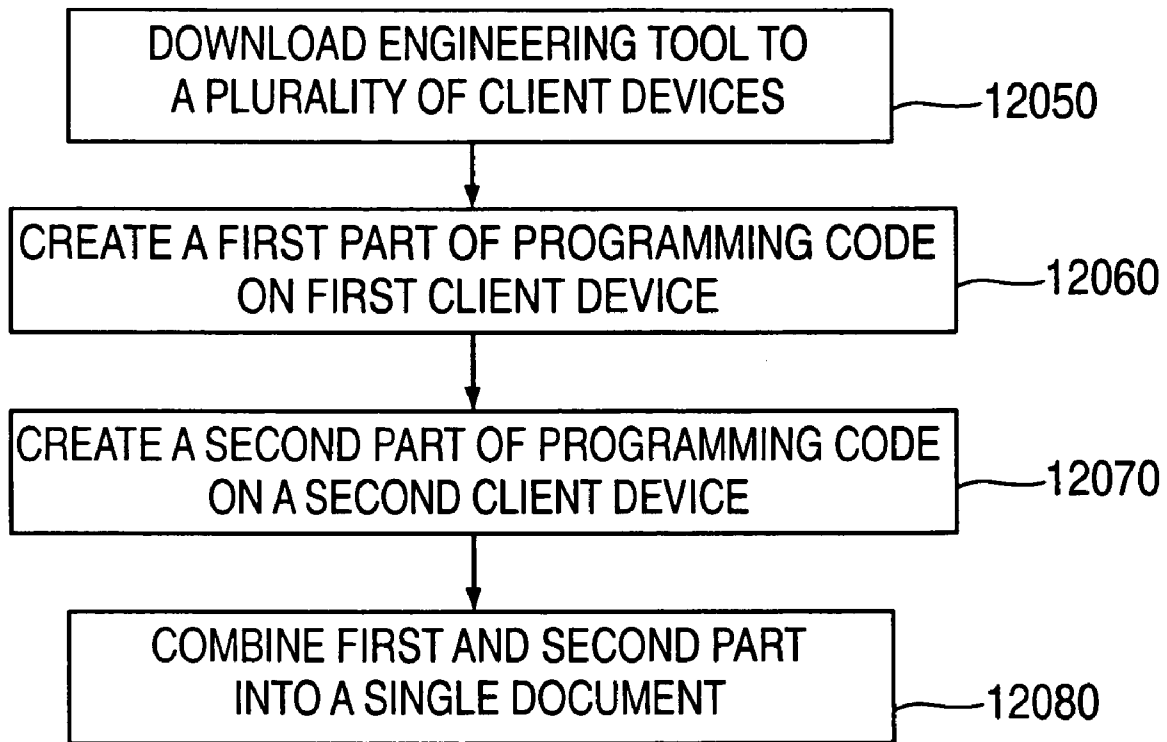 DOWNLOAD ENGINEERING TOOL TO
A PLURALITY OF CLIENT DEVICES
12050
CREATE A FIRST PART OF PROGRAMMING CODE
ON FIRST CLIENT DEVICE
12060
CREATE A SECOND PART OF PROGRAMMING CODE
ON A SECOND CLIENT DEVICE
12070
COMBINE FIRST AND SECOND PART
INTO A SINGLE DOCUMENT
12080